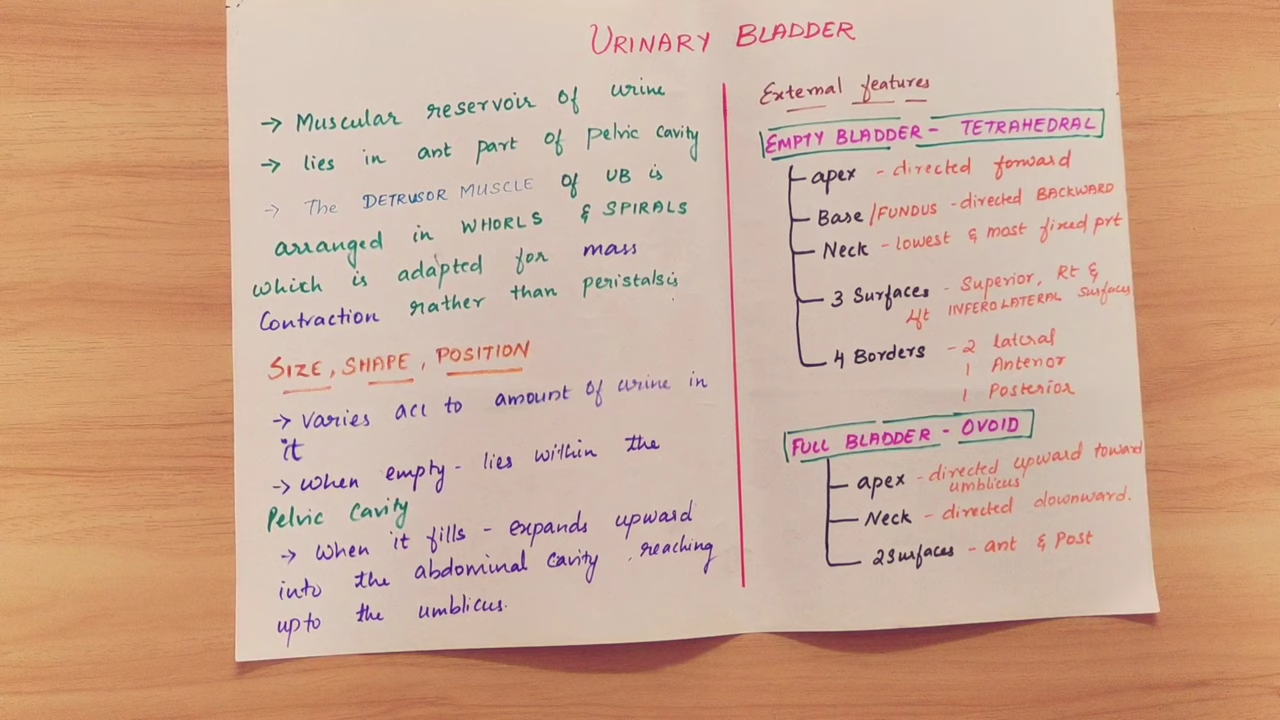 URINARY BLADDER
→ Muscular reservoir of urine
→ lies in ant part of pelvic cavity
→ The DETRUSOR MUSCLE of UB is
arranged in WHORLS & SPIRALS
which is adapted for mass
Contraction rather than peristalsis
SIZE, SHAPE, POSITION
→ varies acc to amount of urine in
it
→ when empty - lies within the
Pelvic Cavity
→ when it fills - expands upward
into the abdominal cavity reaching
upto the umblicus.
External features
EMPTY BLADDER - TETRAHEDRAL
apex - directed forward
Base/FUNDUS - directed BACKWARD
Neck - lowest & most fixed prt
3 Surfaces - Superior, Rt &
Lft INFEROLATERAL Surfaces
4 Borders - 2 lateral
1 Anterior
1 Posterior
FULL BLADDER - OVOID
apex - directed upward toward
umblicus
Neck - directed downward.
2 Surfaces - ant & Post